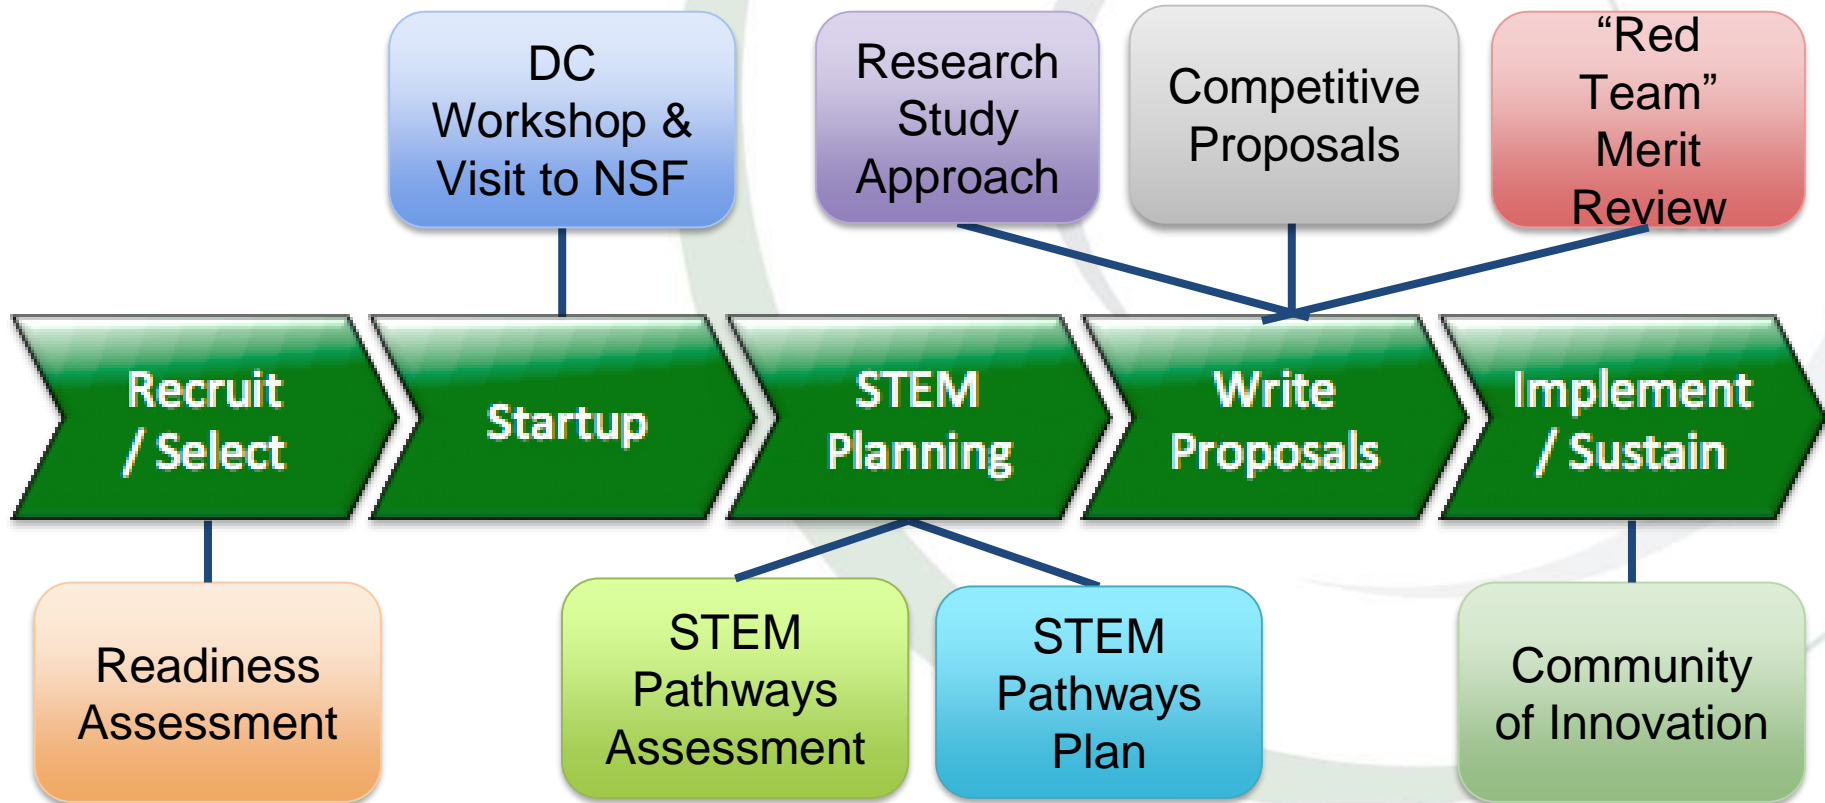 DC
Workshop &
Visit to NSF
Research
Study
Approach
Competitive
Proposals
“Red
Team”
Merit
Review
Recruit
/ Select
Startup
STEM
Planning
Write
Proposals
Implement
/ Sustain
Readiness
Assessment
STEM
Pathways
Assessment
STEM
Pathways
Plan
Community
of Innovation